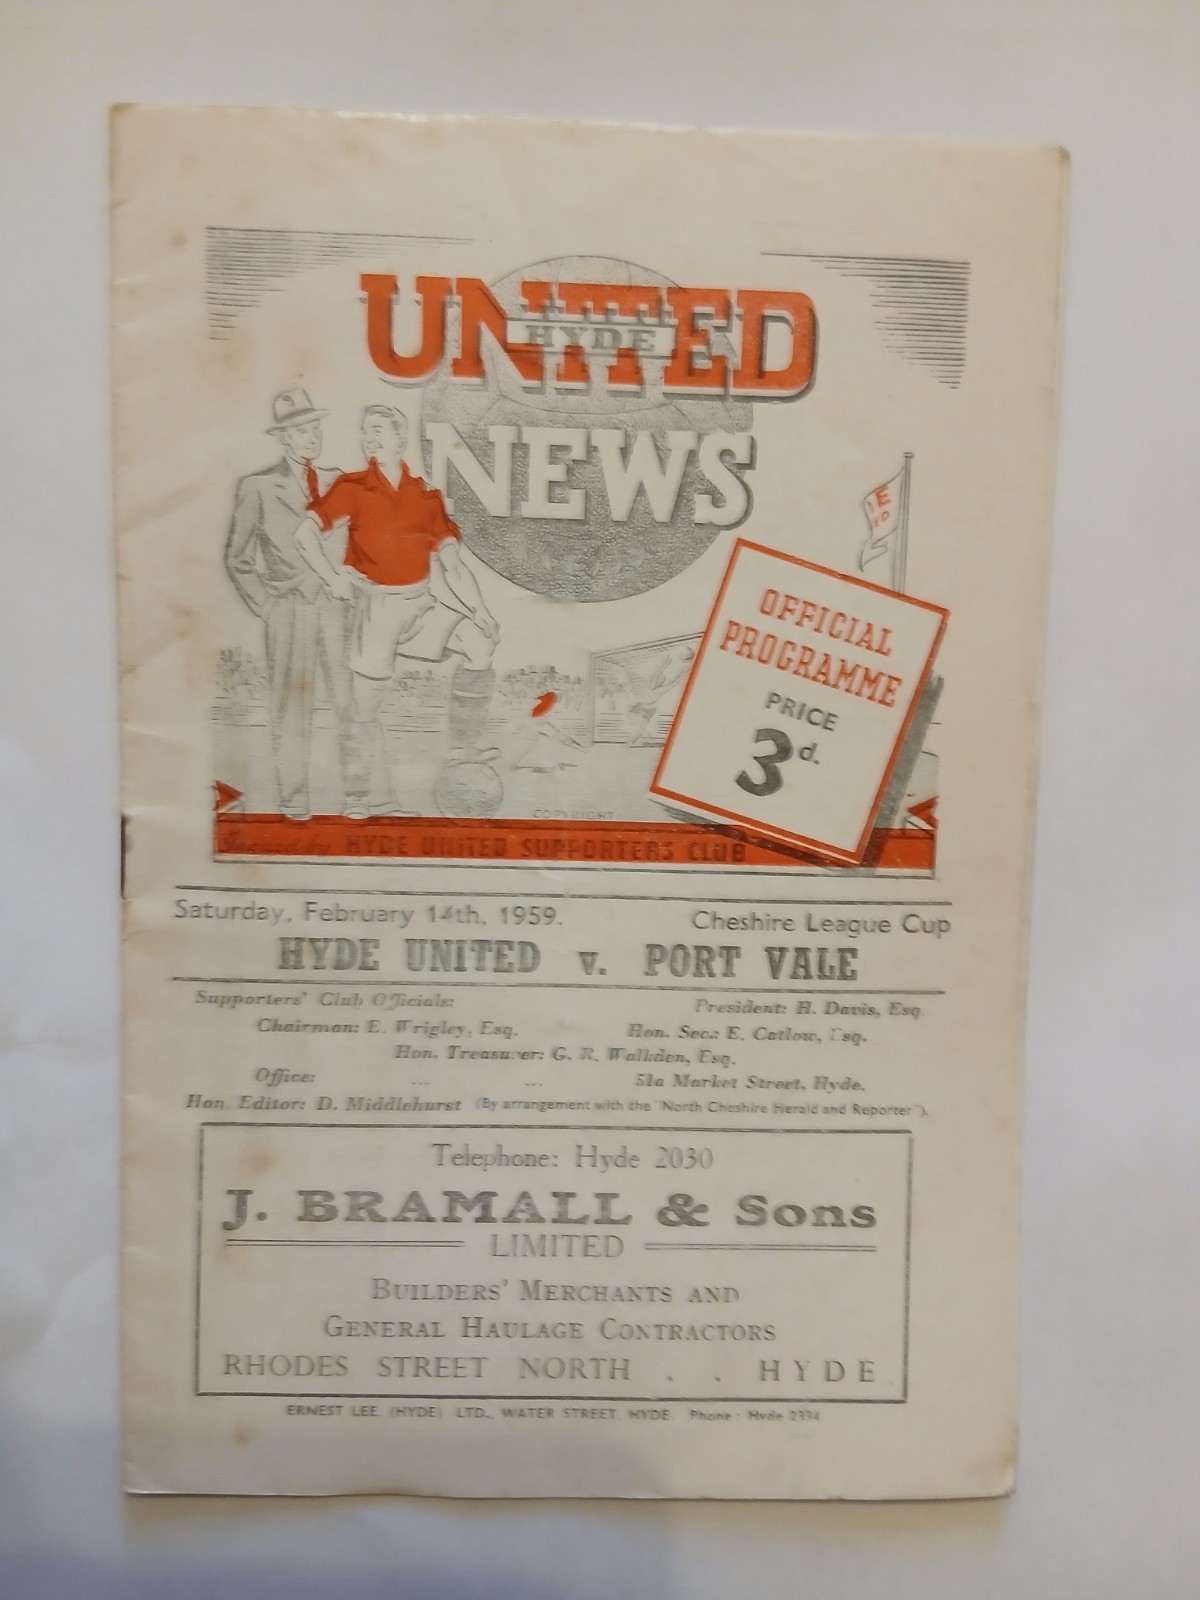 UNITED
HYDE
NEWS
OFFICIAL
PROGRAMME
PRICE
3d.
COPYRIGHT
Issued by HYDE UNITED SUPPORTERS CLUB
Saturday, February 14th, 1959. Cheshire League Cup
HYDE UNITED v. PORT VALE
Supporters' Club Officials: President: H. Davis, Esq
Chairman: E. Wrigley, Esq. Hon. Sec.: E. Catlow, Esq.
Hon. Treasurer: G. R. Walkden, Esq.
Office: ... ... 51a Market Street, Hyde.
Hon. Editor: D. Middlehurst (By arrangement with the "North Cheshire Herald and Reporter").
Telephone: Hyde 2030
J. BRAMALL & Sons
LIMITED
BUILDERS' MERCHANTS AND
GENERAL HAULAGE CONTRACTORS
RHODES STREET NORTH . . HYDE
ERNEST LEE (HYDE) LTD., WATER STREET, HYDE. Phone: Hyde 2334